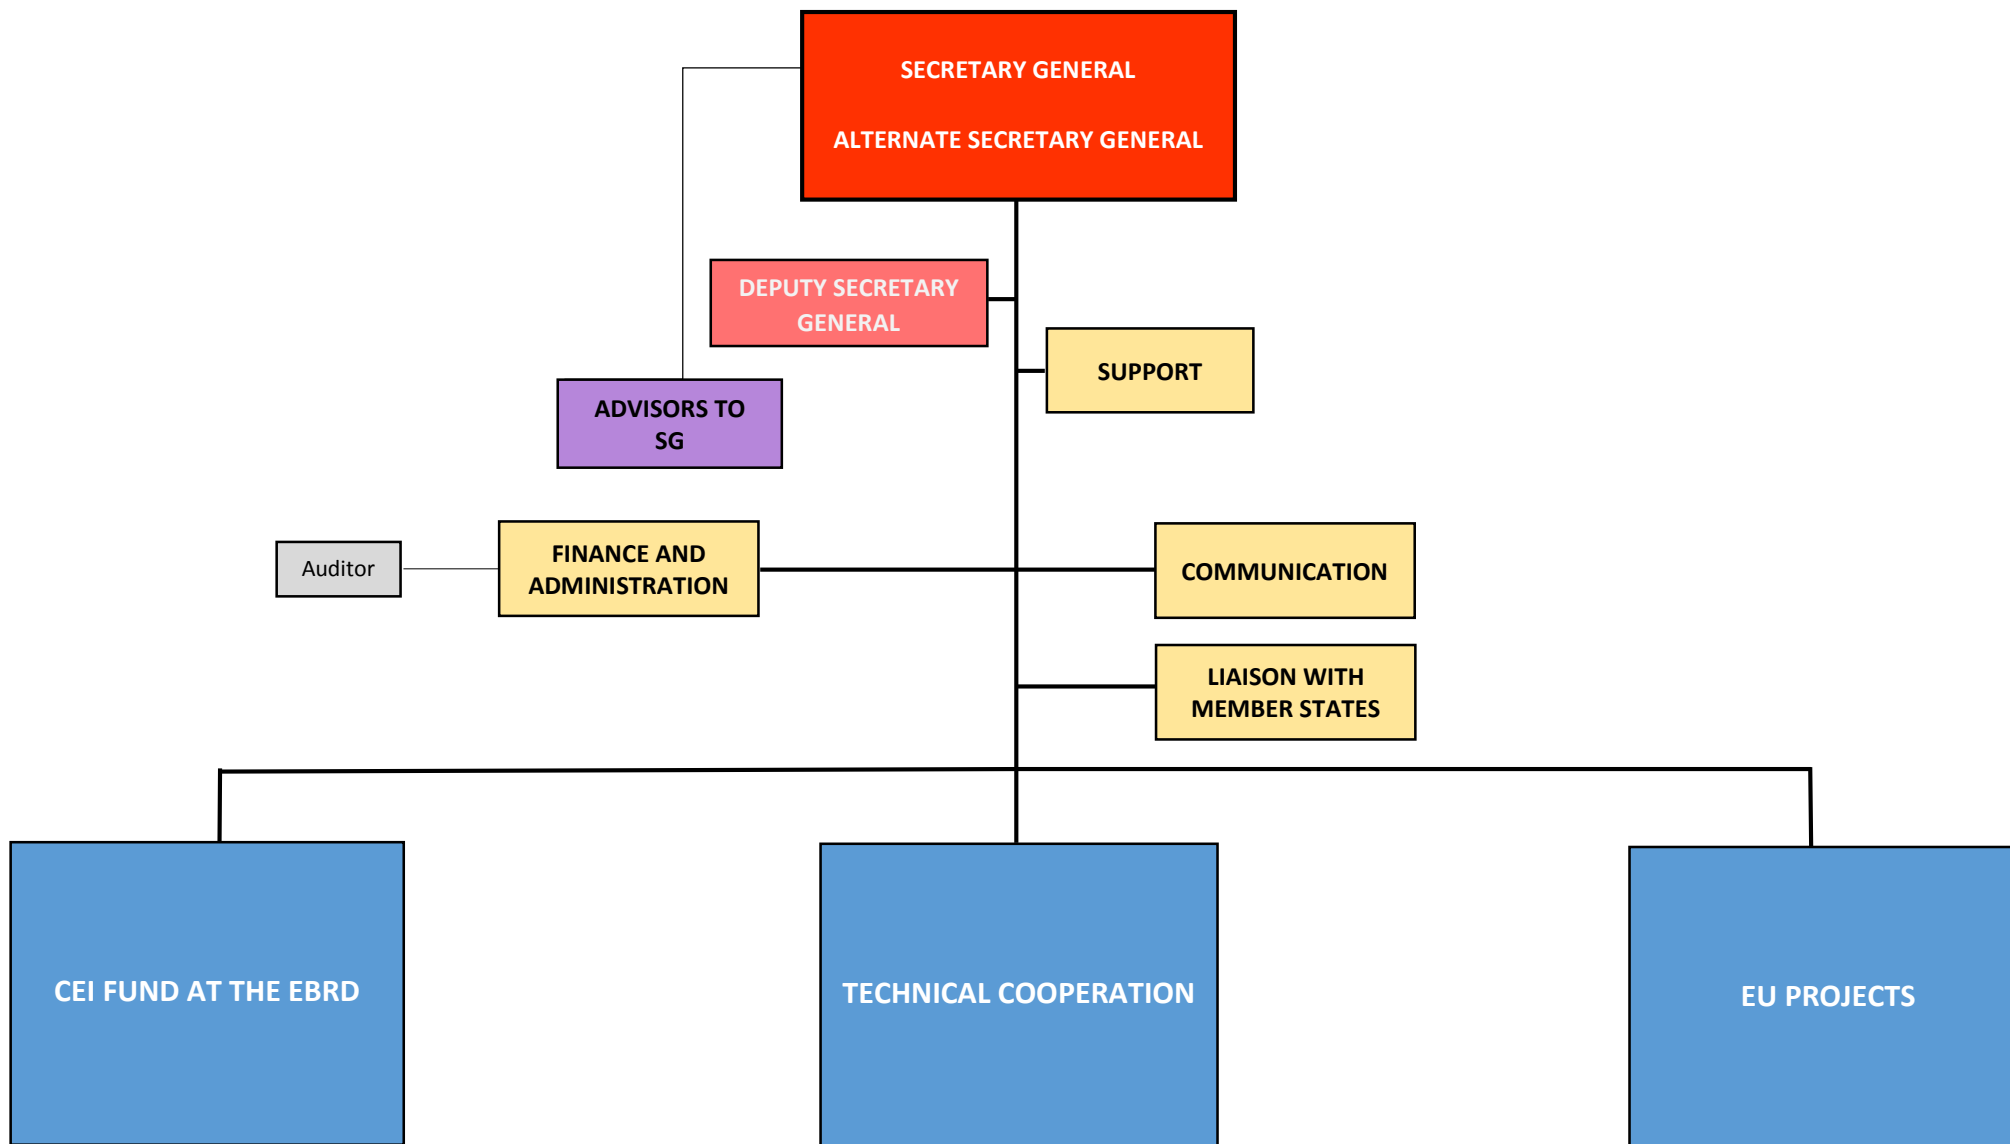 SECRETARY GENERAL
ALTERNATE SECRETARY GENERAL
DEPUTY SECRETARY
GENERAL
SUPPORT
ADVISORS TO
SG
Auditor
FINANCE AND
ADMINISTRATION
COMMUNICATION
LIAISON WITH
MEMBER STATES
CEI FUND AT THE EBRD
TECHNICAL COOPERATION
EU PROJECTS